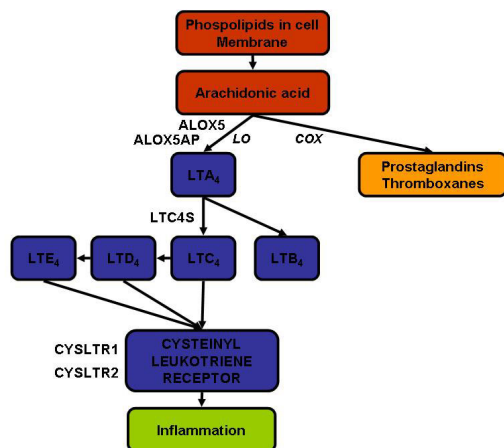 Phospolipids in cell
Membrane
Arachidonic acid
ALOX5
ALOX5AP
LO
COX
LTA4
Prostaglandins
Thromboxanes
LTC4S
LTE4
LTD4
LTC4
LTB4
CYSLTR1
CYSLTR2
CYSTEINYL
LEUKOTRIENE
RECEPTOR
Inflammation